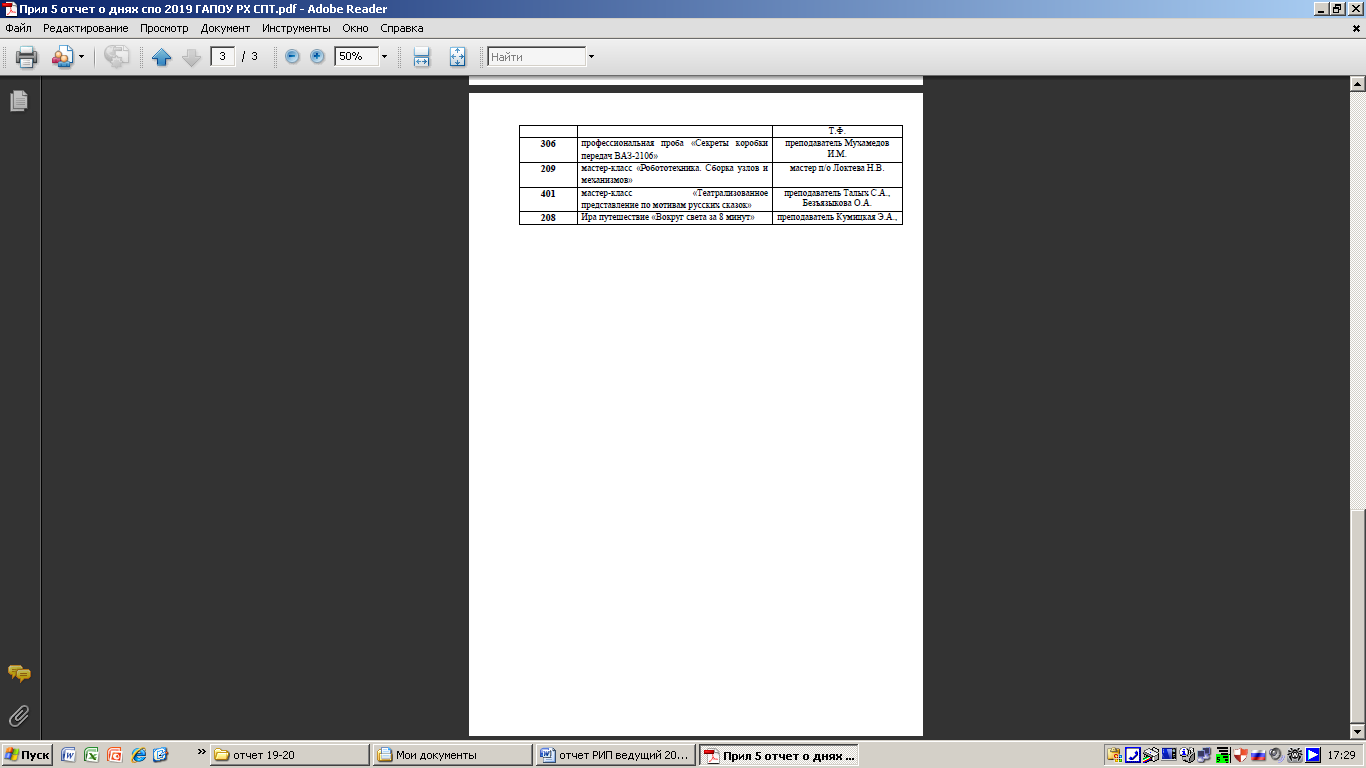 Прил 5 отчет о днях спо 2019 ГАПОУ РХ СПТ.pdf - Adobe Reader
Файл Редактирование Просмотр Документ Инструменты Окно Справка
3 / 3 50% Найти
Т.Ф.
306 профессиональная проба «Секреты коробки преподаватель Мухамедов
передач ВАЗ-2106» И.М.
209 мастер-класс «Робототехника. Сборка узлов и мастер п/о Локтева Н.В.
механизмов»
401 мастер-класс «Театрализованное преподаватель Талых С.А.,
представление по мотивам русских сказок» Безъязыкова О.А.
208 Ира путешествие «Вокруг света за 8 минут» преподаватель Кумицкая Э.А.,
Пуск » отчет 19-20 Мои документы отчет РИП ведущий 20... Прил 5 отчет о днях ... 17:29